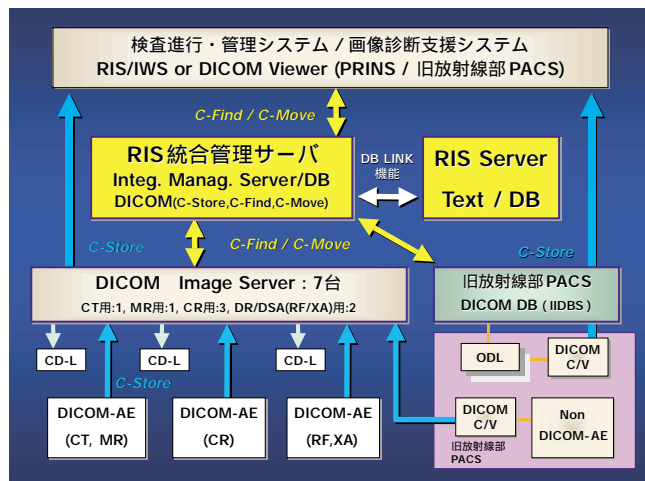 検査進行・管理システム / 画像診断支援システム
RIS/IWS or DICOM Viewer (PRINS / 旧放射線部PACS)
C-Find / C-Move
RIS統合管理サーバ
Integ. Manag. Server/DB
DICOM(C-Store,C-Find,C-Move)
DB LINK
機能
RIS Server
Text / DB
C-Store
C-Find / C-Move
C-Store
DICOM Image Server : 7台
CT用:1, MR用:1, CR用:3, DR/DSA(RF/XA)用:2
旧放射線部PACS
DICOM DB ( IIDBS )
CD-L
CD-L
CD-L
ODL
DICOM
C/V
C-Store
DICOM-AE
(CT, MR)
DICOM-AE
(CR)
DICOM-AE
(RF,XA)
DICOM
C/V
旧放射線部
PACS
Non
DICOM-AE